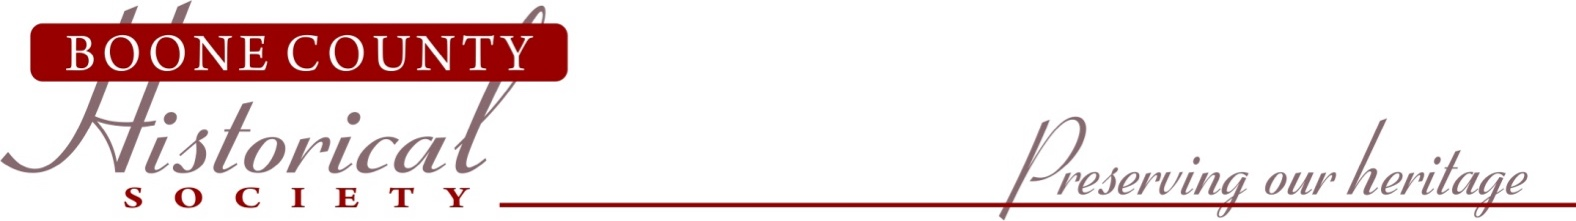 BOONE COUNTY
Historical
SOCIETY
Preserving our heritage